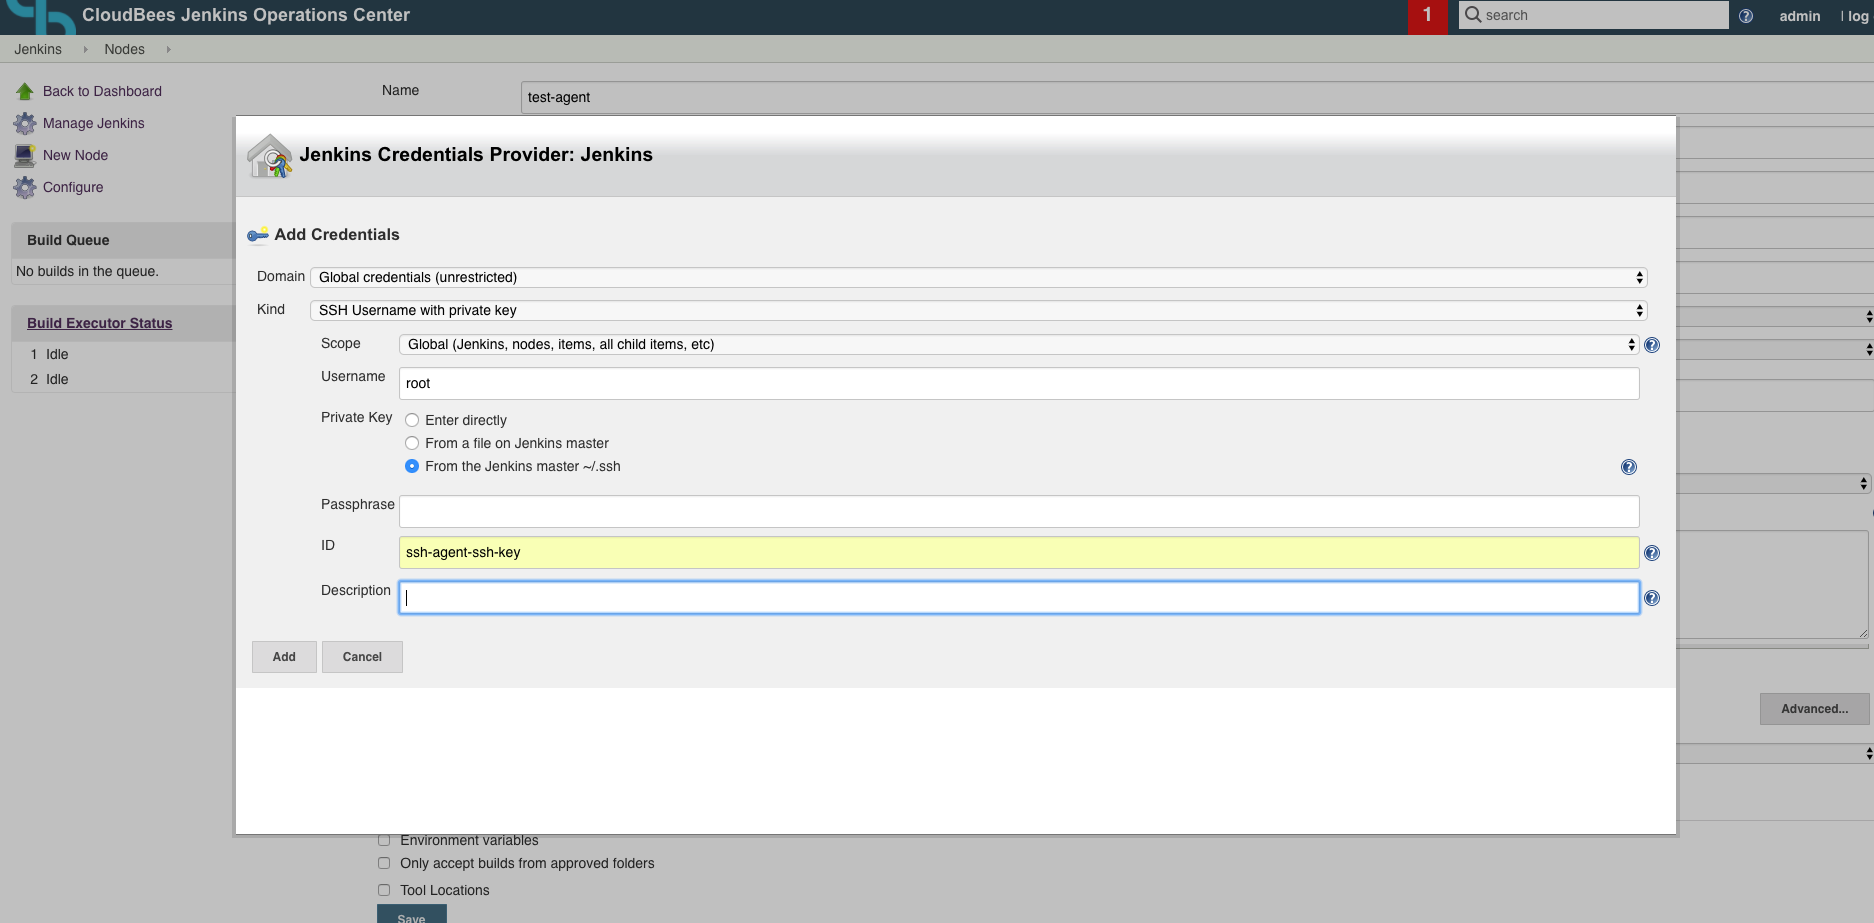 CloudBees Jenkins Operations Center
1
search
admin
| log
Jenkins
Nodes
Back to Dashboard
Manage Jenkins
New Node
Configure
Build Queue
No builds in the queue.
Build Executor Status
1 Idle
2 Idle
Name
test-agent
Jenkins Credentials Provider: Jenkins
Add Credentials
Domain
Global credentials (unrestricted)
Kind
SSH Username with private key
Scope
Global (Jenkins, nodes, items, all child items, etc)
Username
root
Private Key
Enter directly
From a file on Jenkins master
From the Jenkins master ~/.ssh
Passphrase
ID
ssh-agent-ssh-key
Description
Add
Cancel
Advanced...
Environment variables
Only accept builds from approved folders
Tool Locations
Save